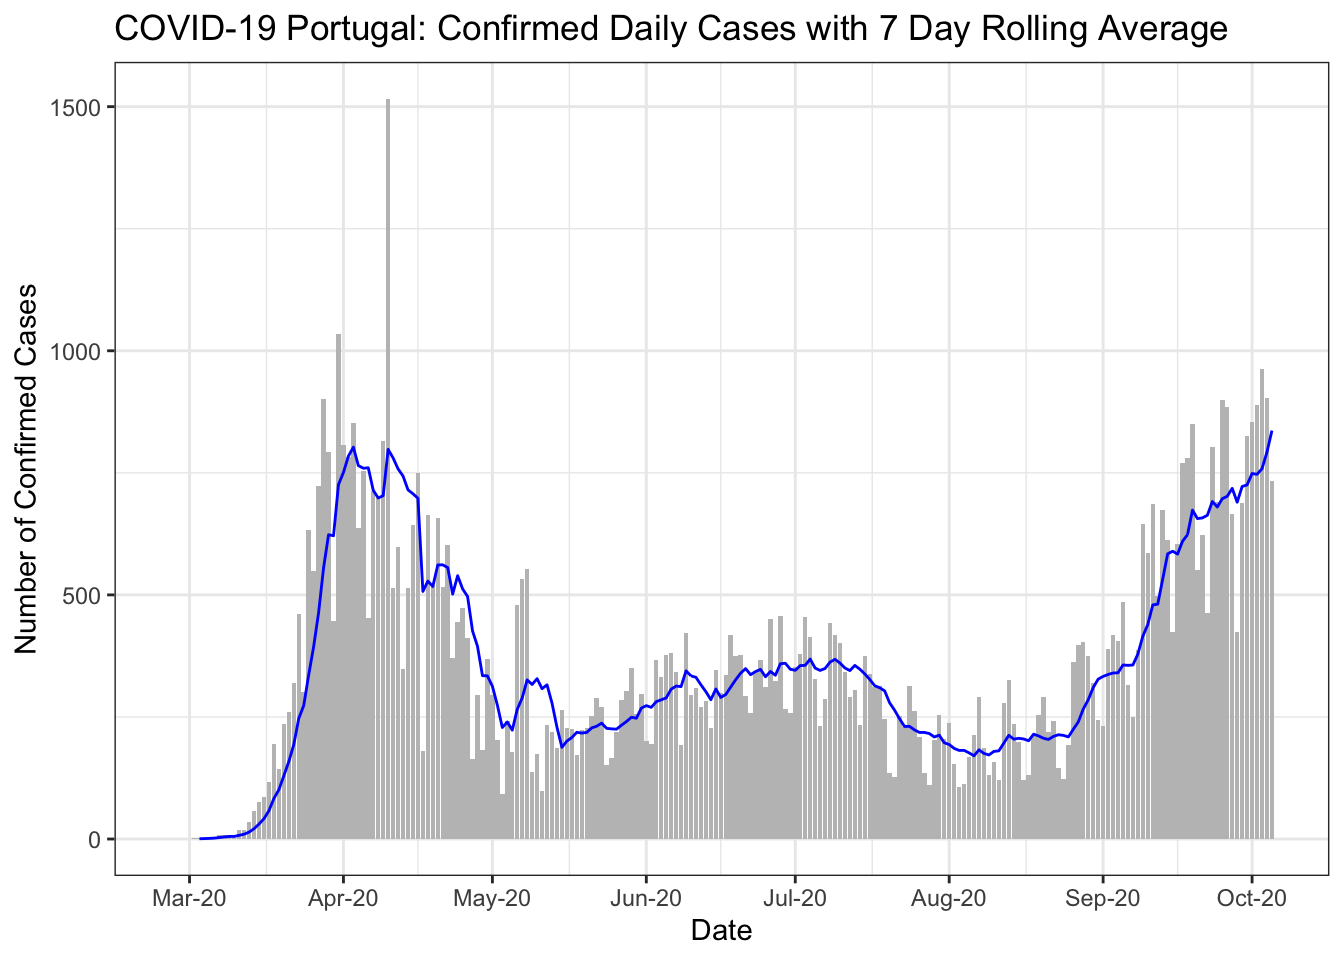 COVID-19 Portugal: Confirmed Daily Cases with 7 Day Rolling Average
Number of Confirmed Cases
1500
1000
500
0
Mar-20 Apr-20 May-20 Jun-20 Jul-20 Aug-20 Sep-20 Oct-20
Date